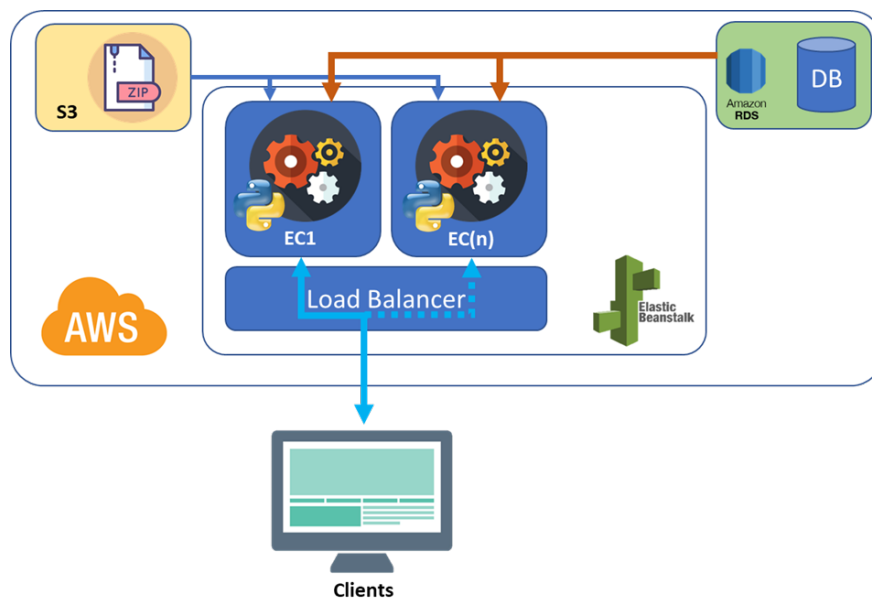 ZIP
S3
Amazon
RDS
DB
EC1
EC(n)
Load Balancer
AWS
Elastic
Beanstalk
Clients